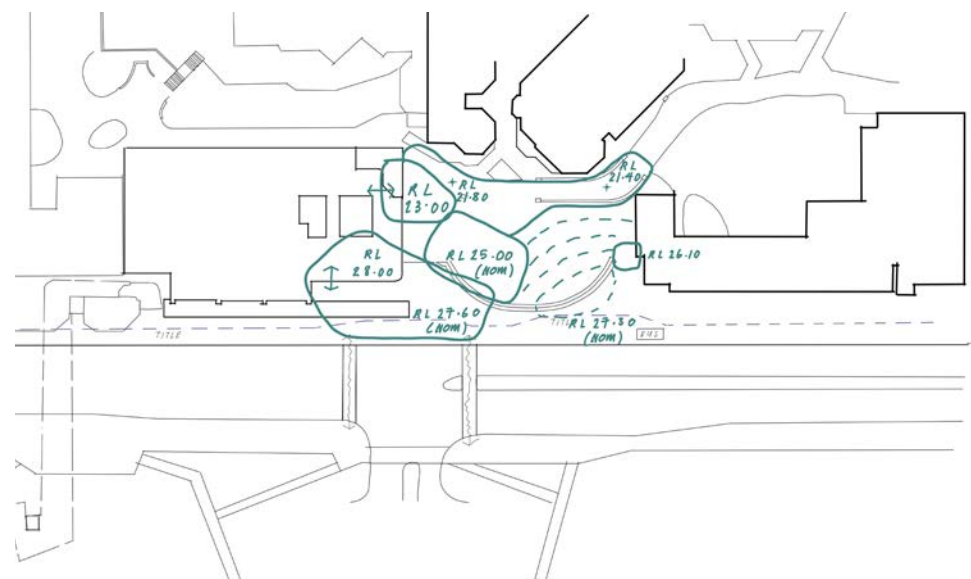 RL
23.00
+ RL
21.80
RL
21.40
+
RL
28.00
RL 25.00
(NOM)
RL 26.10
RL 27.60
(NOM)
RL 27.30
(NOM)
TITLE
TITLE